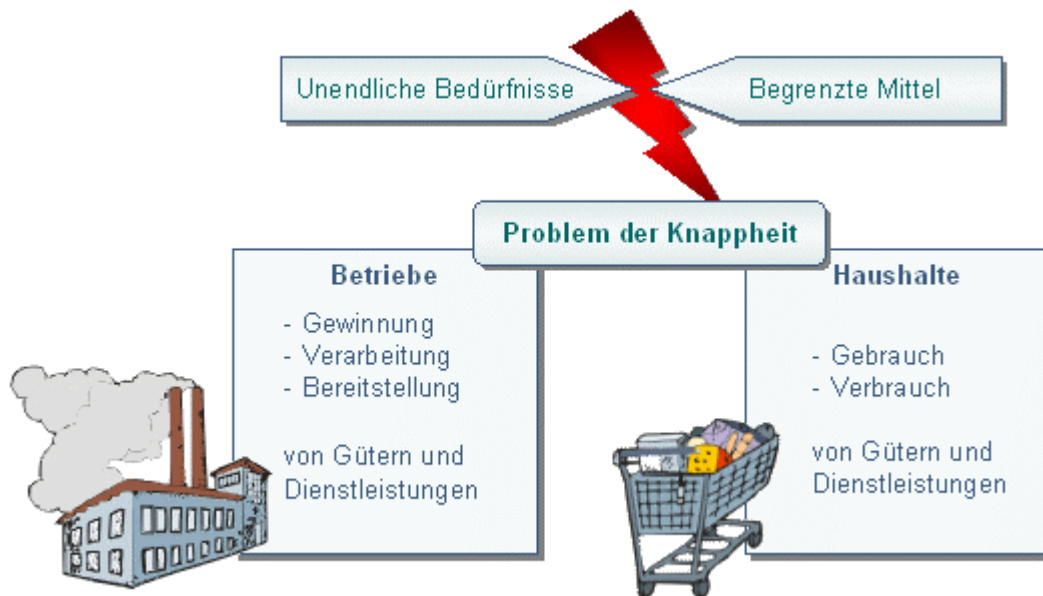 Unendliche Bedürfnisse
Begrenzte Mittel
Problem der Knappheit
Betriebe
- Gewinnung
- Verarbeitung
- Bereitstellung
von Gütern und
Dienstleistungen
Haushalte
- Gebrauch
- Verbrauch
von Gütern und
Dienstleistungen